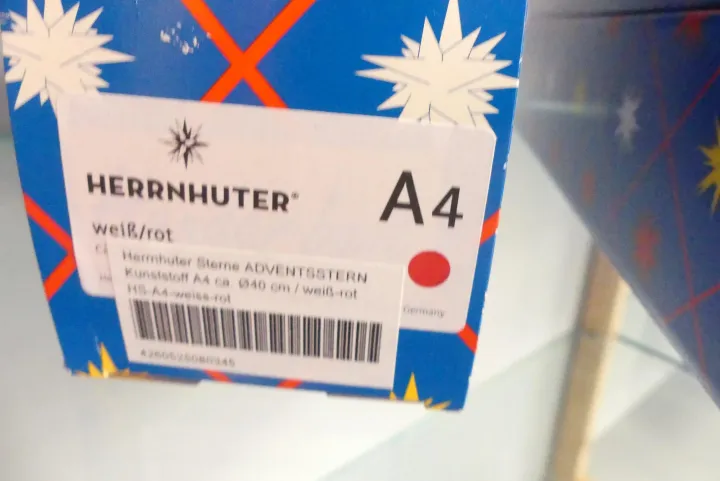 HERRNHUTER®
A4
weiß/rot
Herrnhuter Sterne ADVENTSSTERN
Kunststoff A4 ca. Ø40 cm / weiß-rot
HS-A4-weiss-rot
Germany
4260525080345